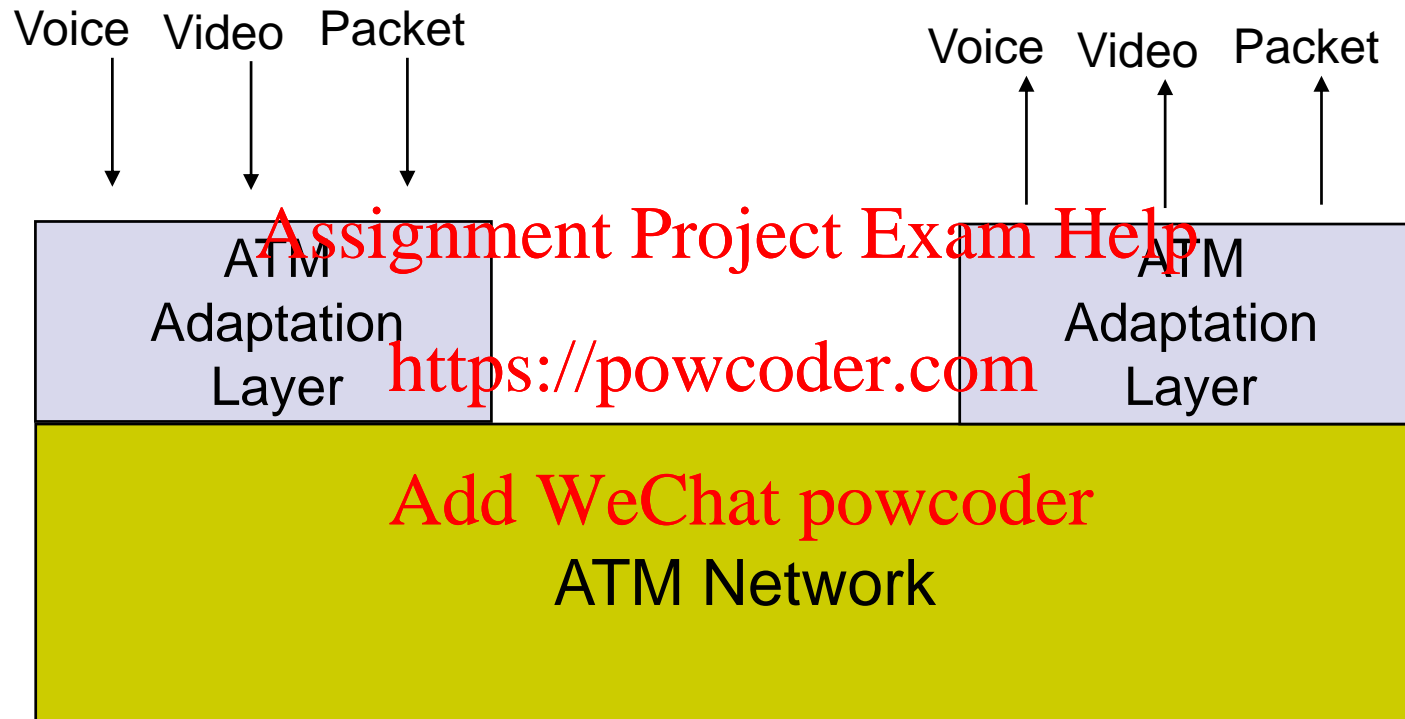 Voice Video Packet
Voice Video Packet
Assignment Project Exam Help
ATM
Adaptation
Layer
ATM
Adaptation
Layer
https://powcoder.com
Add WeChat powcoder
ATM Network